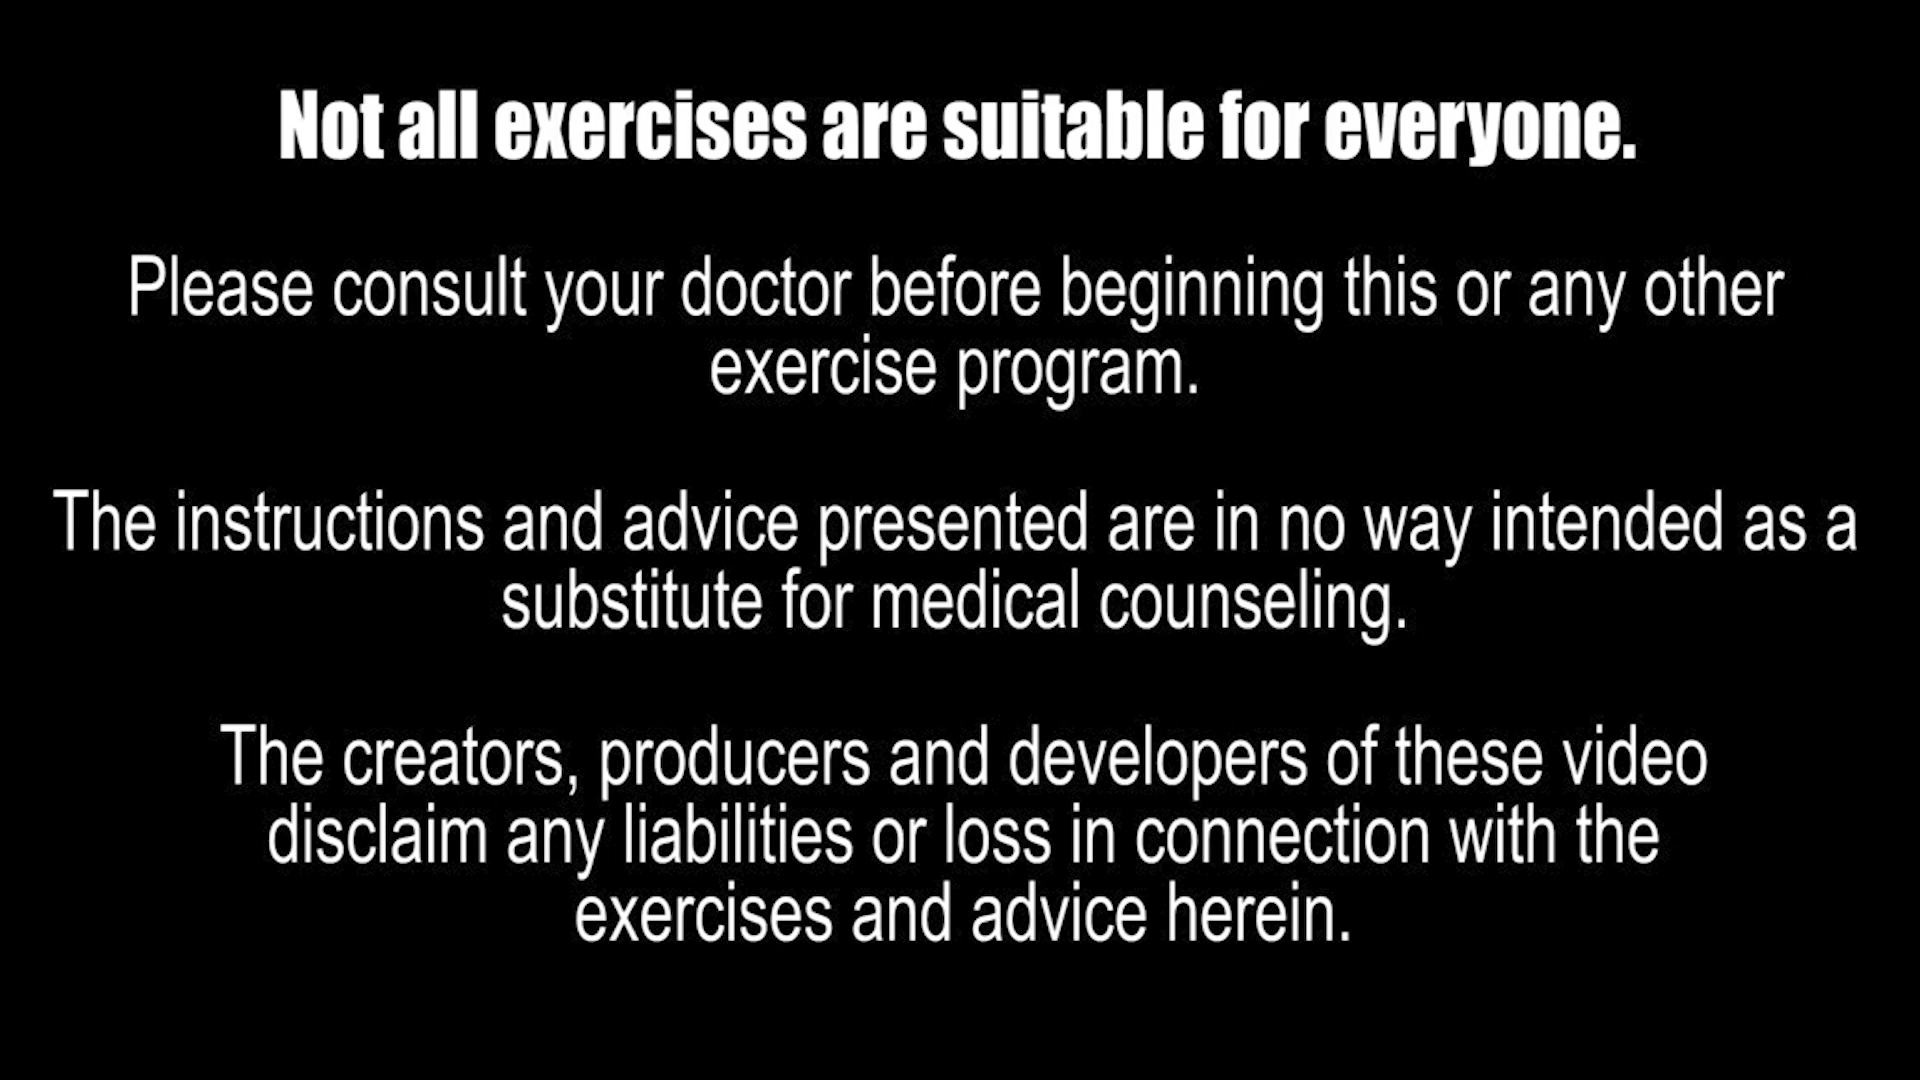 Not all exercises are suitable for everyone.
Please consult your doctor before beginning this or any other
exercise program.
The instructions and advice presented are in no way intended as a
substitute for medical counseling.
The creators, producers and developers of these video
disclaim any liabilities or loss in connection with the
exercises and advice herein.